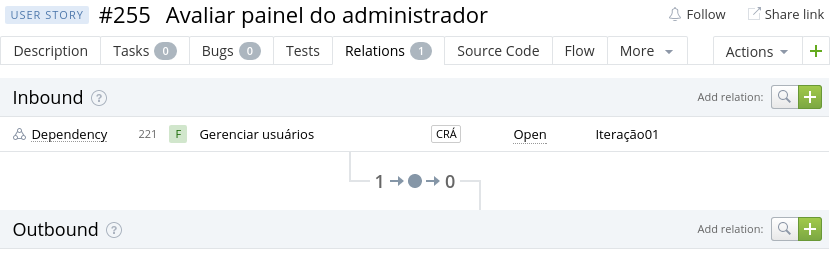 USER STORY #255 Avaliar painel do administrador Follow Share link
Description Tasks 0 Bugs 0 Tests Relations 1 Source Code Flow More Actions +
Inbound ? Add relation: +
Dependency 221 F Gerenciar usuários CRÁ Open Iteração01
1 0
Outbound ? Add relation: +